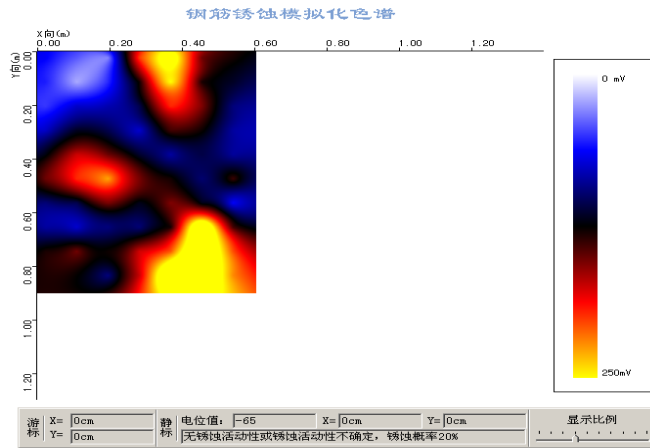 钢筋锈蚀模拟化色谱
X向(m)
0.00 0.20 0.40 0.60 0.80 1.00 1.20
Y向(m)
0.00
0.20
0.40
0.60
0.80
1.00
1.20
0 mV
250mV
游标 X= 0cm Y= 0cm
静标 电位值: -65 X= 0cm Y= 0cm
无锈蚀活动性或锈蚀活动性不确定，锈蚀概率20%
显示比例